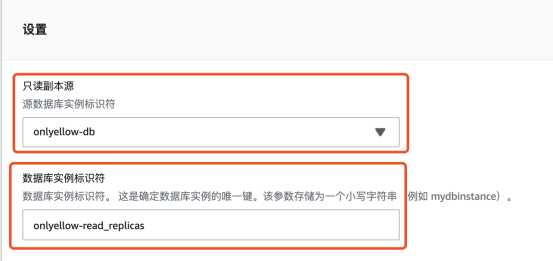 设置
只读副本源
源数据库实例标识符
onlyellow-db
数据库实例标识符
数据库实例标识符。 这是确定数据库实例的唯一键。该参数存储为一个小写字符串 例如 mydbinstance）。
onlyellow-read_replicas